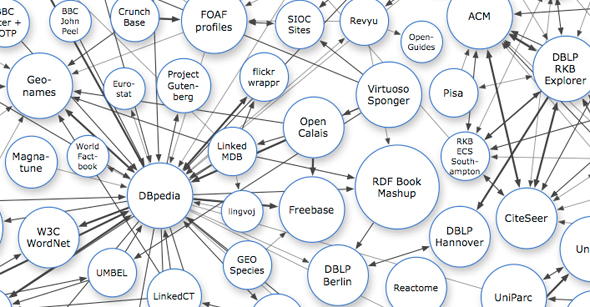 BBC
ter +
OTP
BBC
John
Peel
Crunch
Base
FOAF
profiles
SIOC
Sites
Revyu
Open-
Guides
ACM
DBLP
RKB
Explorer
Geo-
names
Euro-
stat
Project
Guten-
berg
flickr
wrappr
Virtuoso
Sponger
Pisa
Open
Calais
Magna-
tune
World
Fact-
book
Linked
MDB
RKB
ECS
South-
ampton
DBpedia
lingvoj
Freebase
RDF Book
Mashup
CiteSeer
W3C
WordNet
DBLP
Hannover
Un
UMBEL
GEO
Species
DBLP
Berlin
LinkedCT
Reactome
UniParc